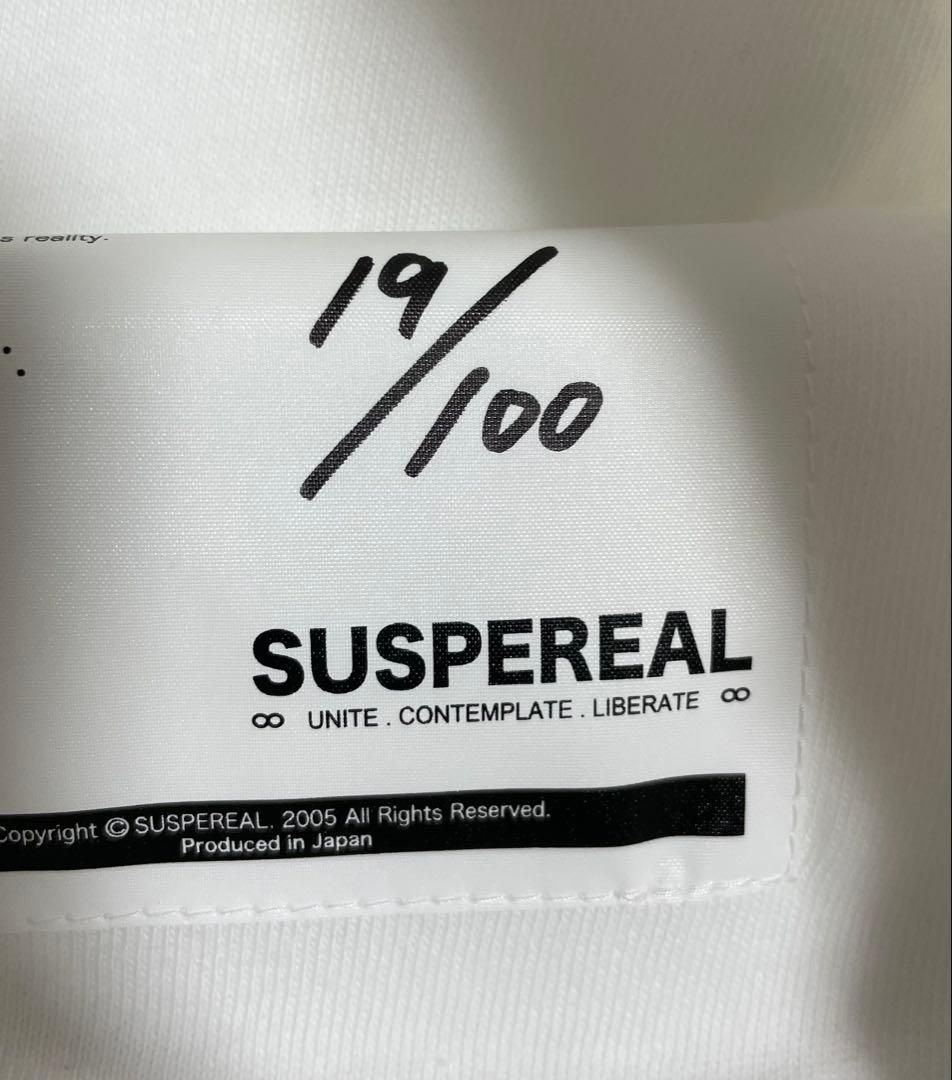 s reality.
19/100
SUSPEREAL
∞ UNITE . CONTEMPLATE . LIBERATE ∞
Copyright © SUSPEREAL. 2005 All Rights Reserved.
Produced in Japan